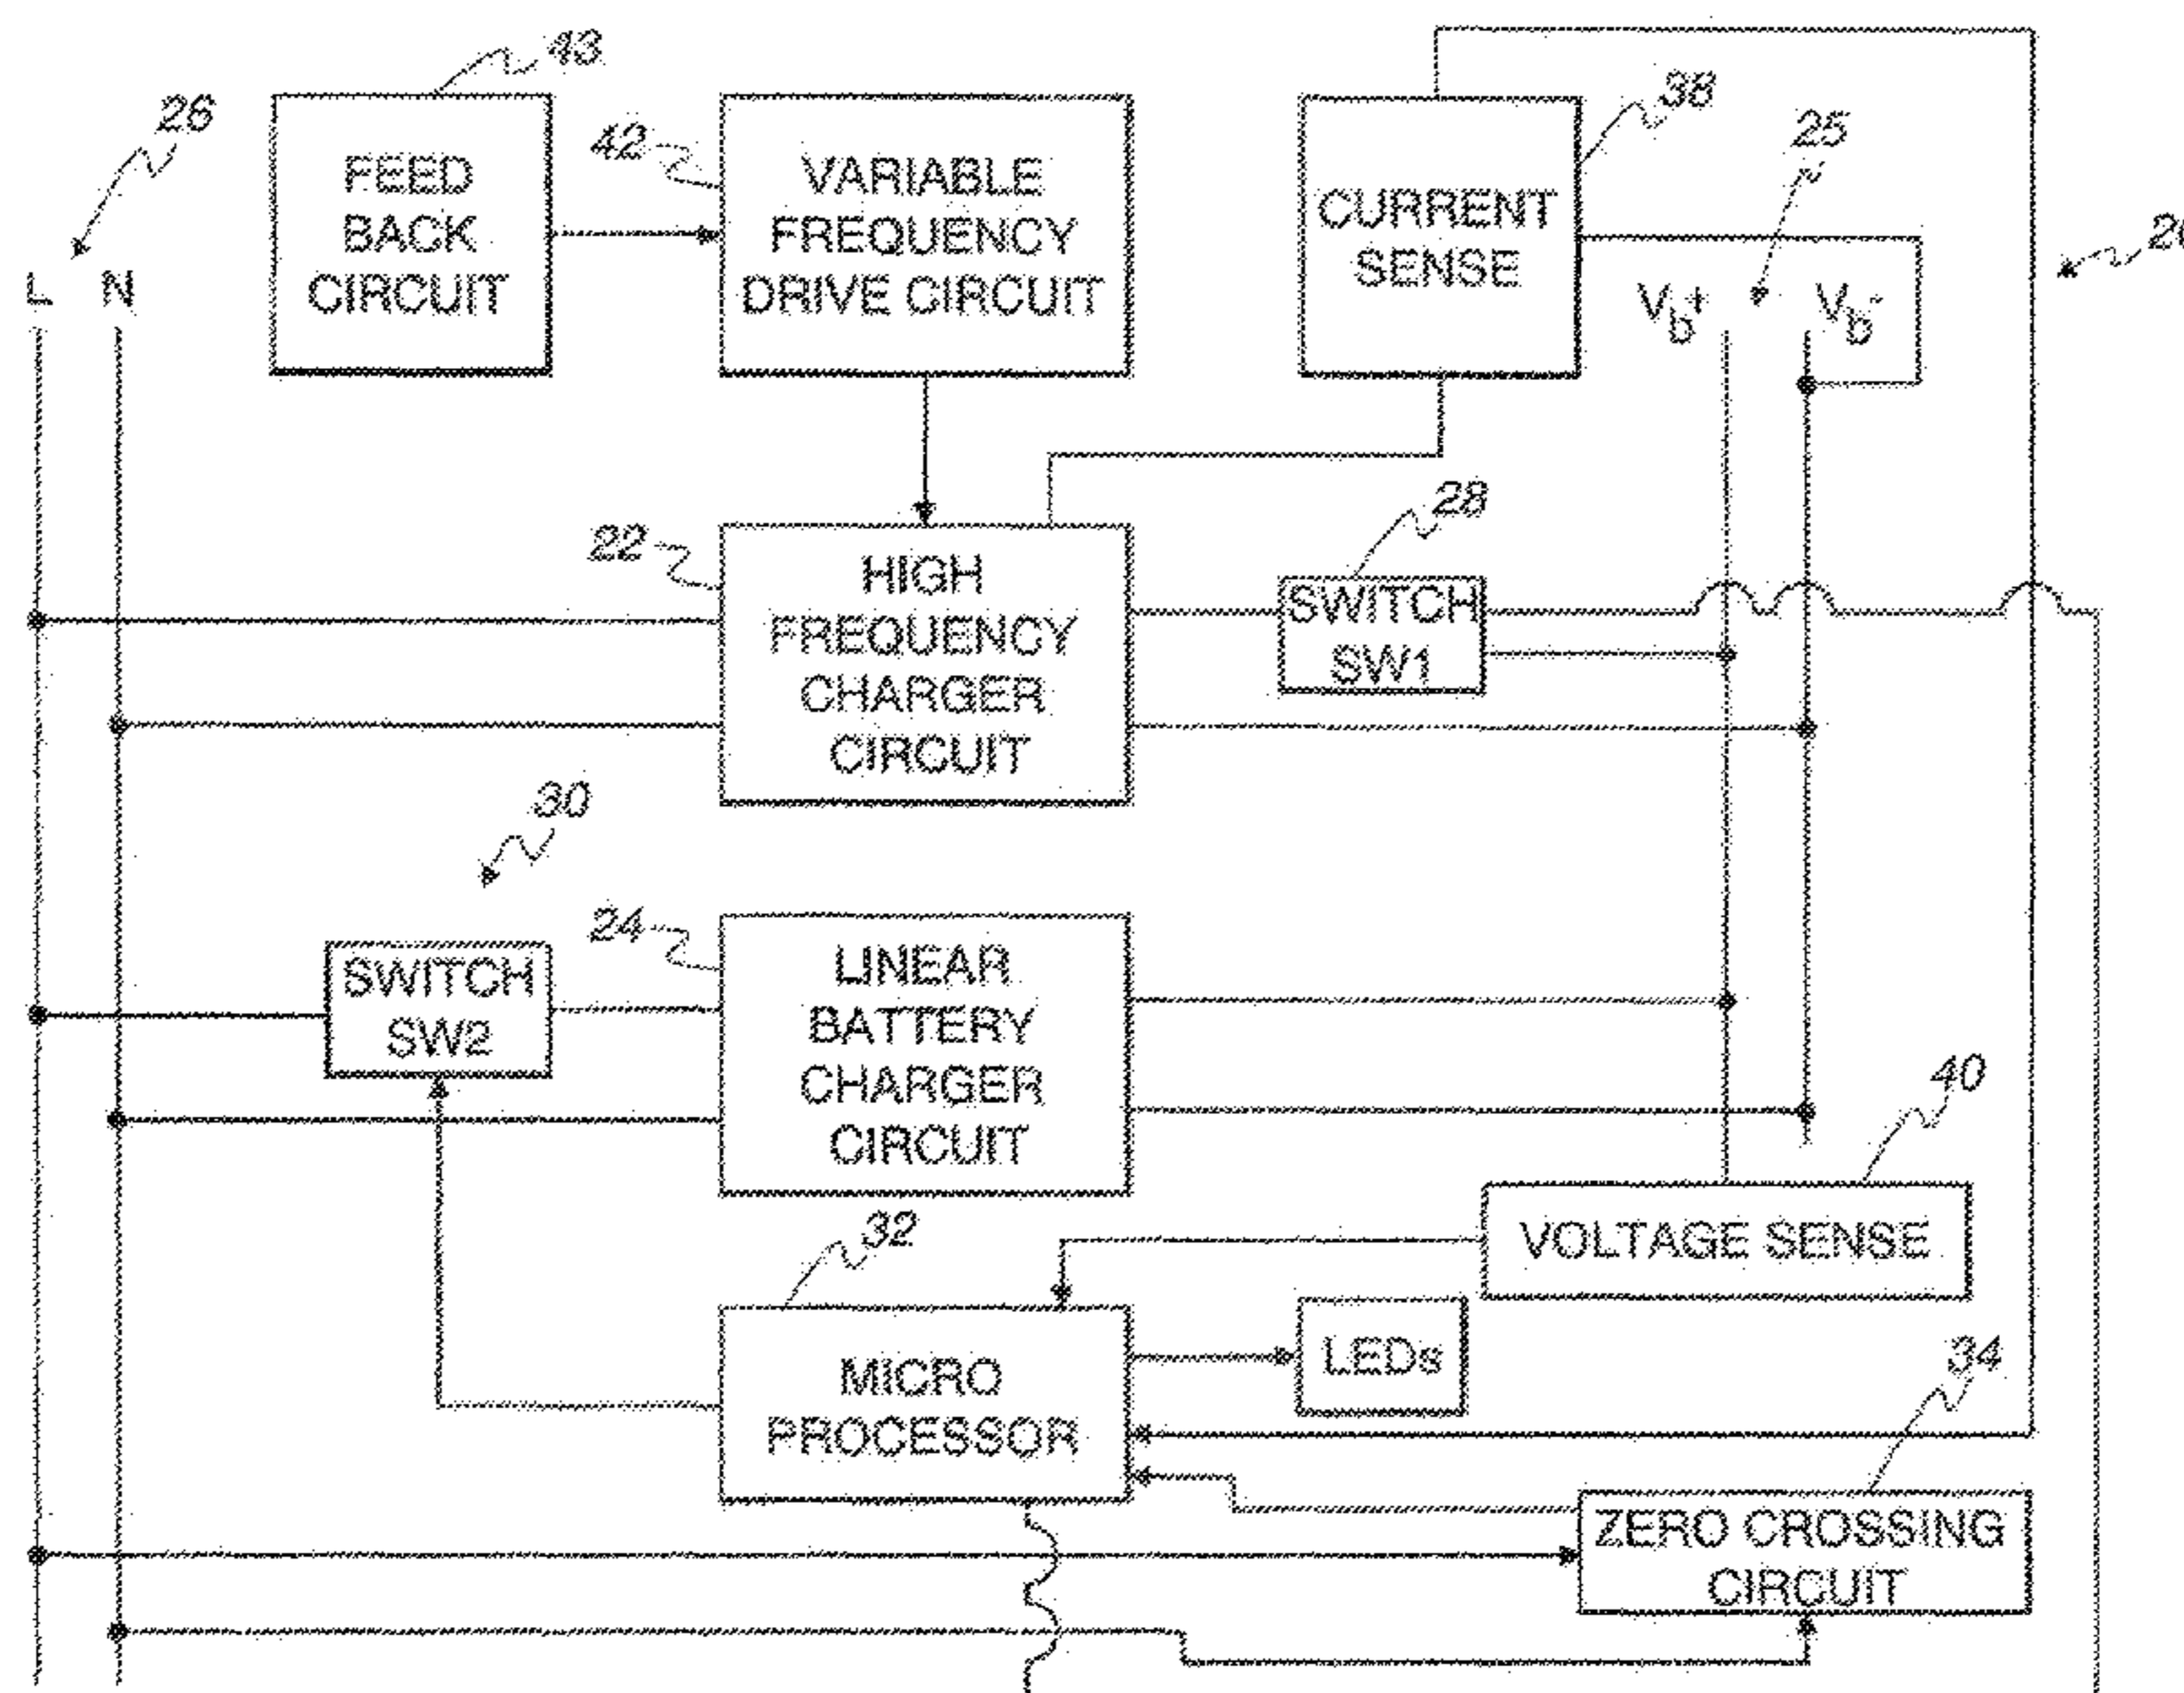 43
26
42
38
25
FEED
BACK
CIRCUIT
VARIABLE
FREQUENCY
DRIVE CIRCUIT
CURRENT
SENSE
L
N
Vb+
Vb-
28
22
HIGH
FREQUENCY
CHARGER
CIRCUIT
SWITCH
SW1
30
24
SWITCH
SW2
LINEAR
BATTERY
CHARGER
CIRCUIT
40
32
VOLTAGE SENSE
MICRO
PROCESSOR
LEDs
34
ZERO CROSSING
CIRCUIT